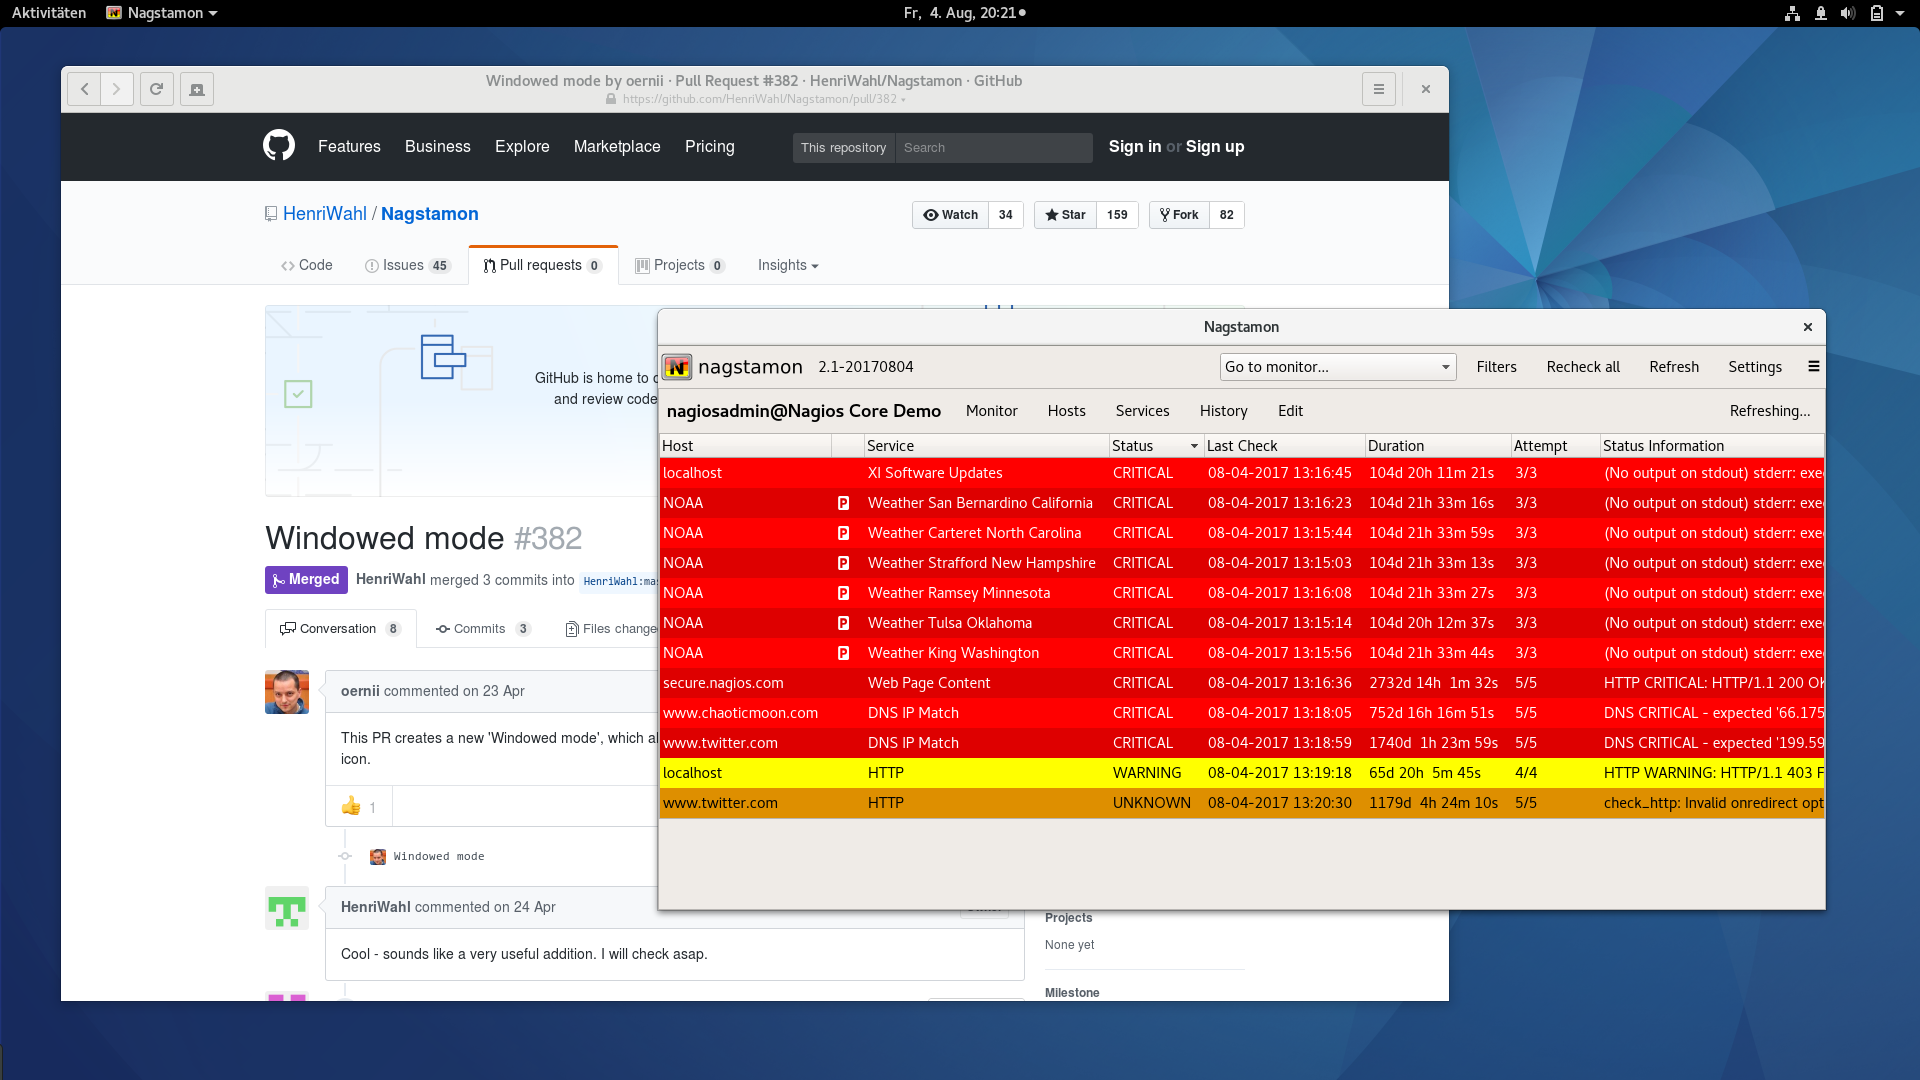 Aktivitäten Nagstamon Fr, 4. Aug, 20:21
Windowed mode by oernii · Pull Request #382 · HenriWahl/Nagstamon · GitHub
https://github.com/HenriWahl/Nagstamon/pull/382
Features Business Explore Marketplace Pricing This repository Search Sign in or Sign up
HenriWahl / Nagstamon Watch 34 Star 159 Fork 82
Code Issues 45 Pull requests 0 Projects 0 Insights
GitHub is home to
and review code
Windowed mode #382
Merged HenriWahl merged 3 commits into HenriWahl:mas
Conversation 8 Commits 3 Files change
oernii commented on 23 Apr
This PR creates a new 'Windowed mode', which al
icon.
👍 1
Windowed mode
HenriWahl commented on 24 Apr
Cool - sounds like a very useful addition. I will check asap.
Projects
None yet
Milestone
Nagstamon
nagstamon 2.1-20170804 Go to monitor... Filters Recheck all Refresh Settings
nagiosadmin@Nagios Core Demo Monitor Hosts Services History Edit Refreshing...
Host Service Status Last Check Duration Attempt Status Information
localhost XI Software Updates CRITICAL 08-04-2017 13:16:45 104d 20h 11m 21s 3/3 (No output on stdout) stderr: exe
NOAA P Weather San Bernardino California CRITICAL 08-04-2017 13:16:23 104d 21h 33m 16s 3/3 (No output on stdout) stderr: exe
NOAA P Weather Carteret North Carolina CRITICAL 08-04-2017 13:15:44 104d 21h 33m 59s 3/3 (No output on stdout) stderr: exe
NOAA P Weather Strafford New Hampshire CRITICAL 08-04-2017 13:15:03 104d 21h 33m 13s 3/3 (No output on stdout) stderr: exe
NOAA P Weather Ramsey Minnesota CRITICAL 08-04-2017 13:16:08 104d 21h 33m 27s 3/3 (No output on stdout) stderr: exe
NOAA P Weather Tulsa Oklahoma CRITICAL 08-04-2017 13:15:14 104d 20h 12m 37s 3/3 (No output on stdout) stderr: exe
NOAA P Weather King Washington CRITICAL 08-04-2017 13:15:56 104d 21h 33m 44s 3/3 (No output on stdout) stderr: exe
secure.nagios.com Web Page Content CRITICAL 08-04-2017 13:16:36 2732d 14h 1m 32s 5/5 HTTP CRITICAL: HTTP/1.1 200 OK
www.chaoticmoon.com DNS IP Match CRITICAL 08-04-2017 13:18:05 752d 16h 16m 51s 5/5 DNS CRITICAL - expected '66.175
www.twitter.com DNS IP Match CRITICAL 08-04-2017 13:18:59 1740d 1h 23m 59s 5/5 DNS CRITICAL - expected '199.59
localhost HTTP WARNING 08-04-2017 13:19:18 65d 20h 5m 45s 4/4 HTTP WARNING: HTTP/1.1 403 F
www.twitter.com HTTP UNKNOWN 08-04-2017 13:20:30 1179d 4h 24m 10s 5/5 check_http: Invalid onredirect opt